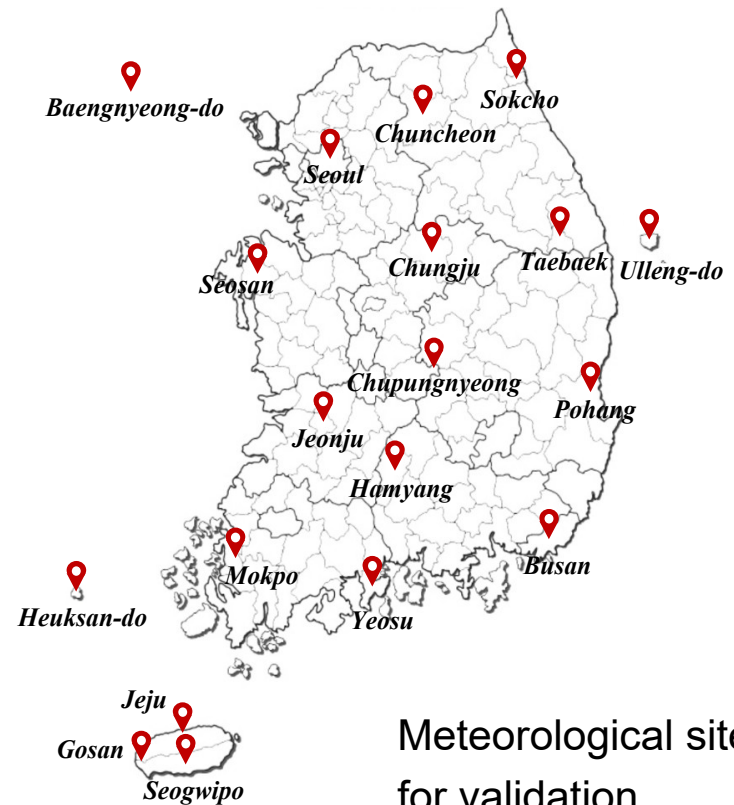 Baengnyeong-do
Sokcho
Chuncheon
Seoul
Chungju
Taebaek
Ulleng-do
Seosan
Chupungnyeong
Pohang
Jeonju
Hamyang
Busan
Mokpo
Heuksan-do
Yeosu
Jeju
Gosan
Seogwipo
Meteorological site
for validation